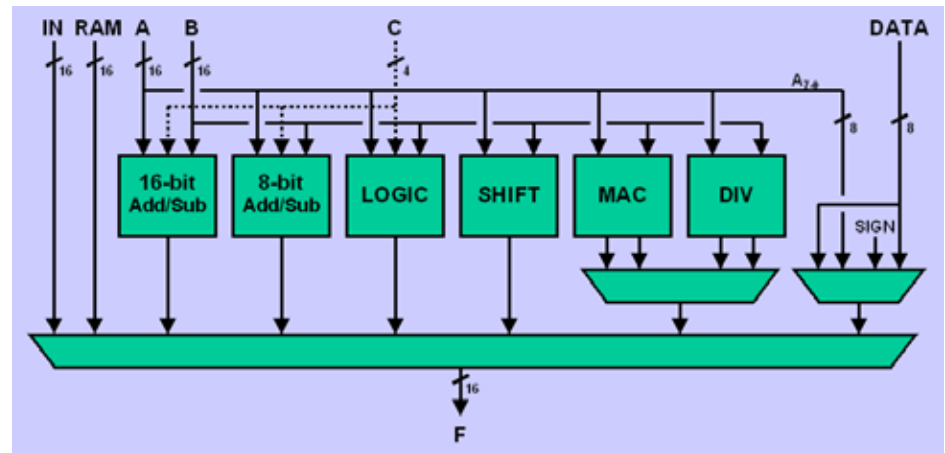 IN RAM A B C DATA
16 16 16 16 4
A7-0
8 8
16-bit Add/Sub
8-bit Add/Sub
LOGIC
SHIFT
MAC
DIV
SIGN
16
F